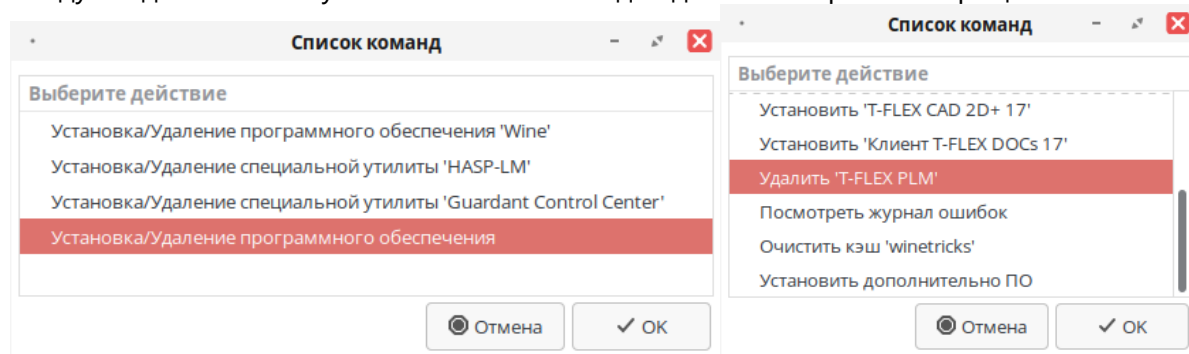 Список команд
Выберите действие
Установка/Удаление программного обеспечения 'Wine'
Установка/Удаление специальной утилиты 'HASP-LM'
Установка/Удаление специальной утилиты 'Guardant Control Center'
Установка/Удаление программного обеспечения
Отмена
OK
Список команд
Выберите действие
Установить 'T-FLEX CAD 2D+ 17'
Установить 'Клиент T-FLEX DOCs 17'
Удалить 'T-FLEX PLM'
Посмотреть журнал ошибок
Очистить кэш 'winetricks'
Установить дополнительно ПО
Отмена
OK